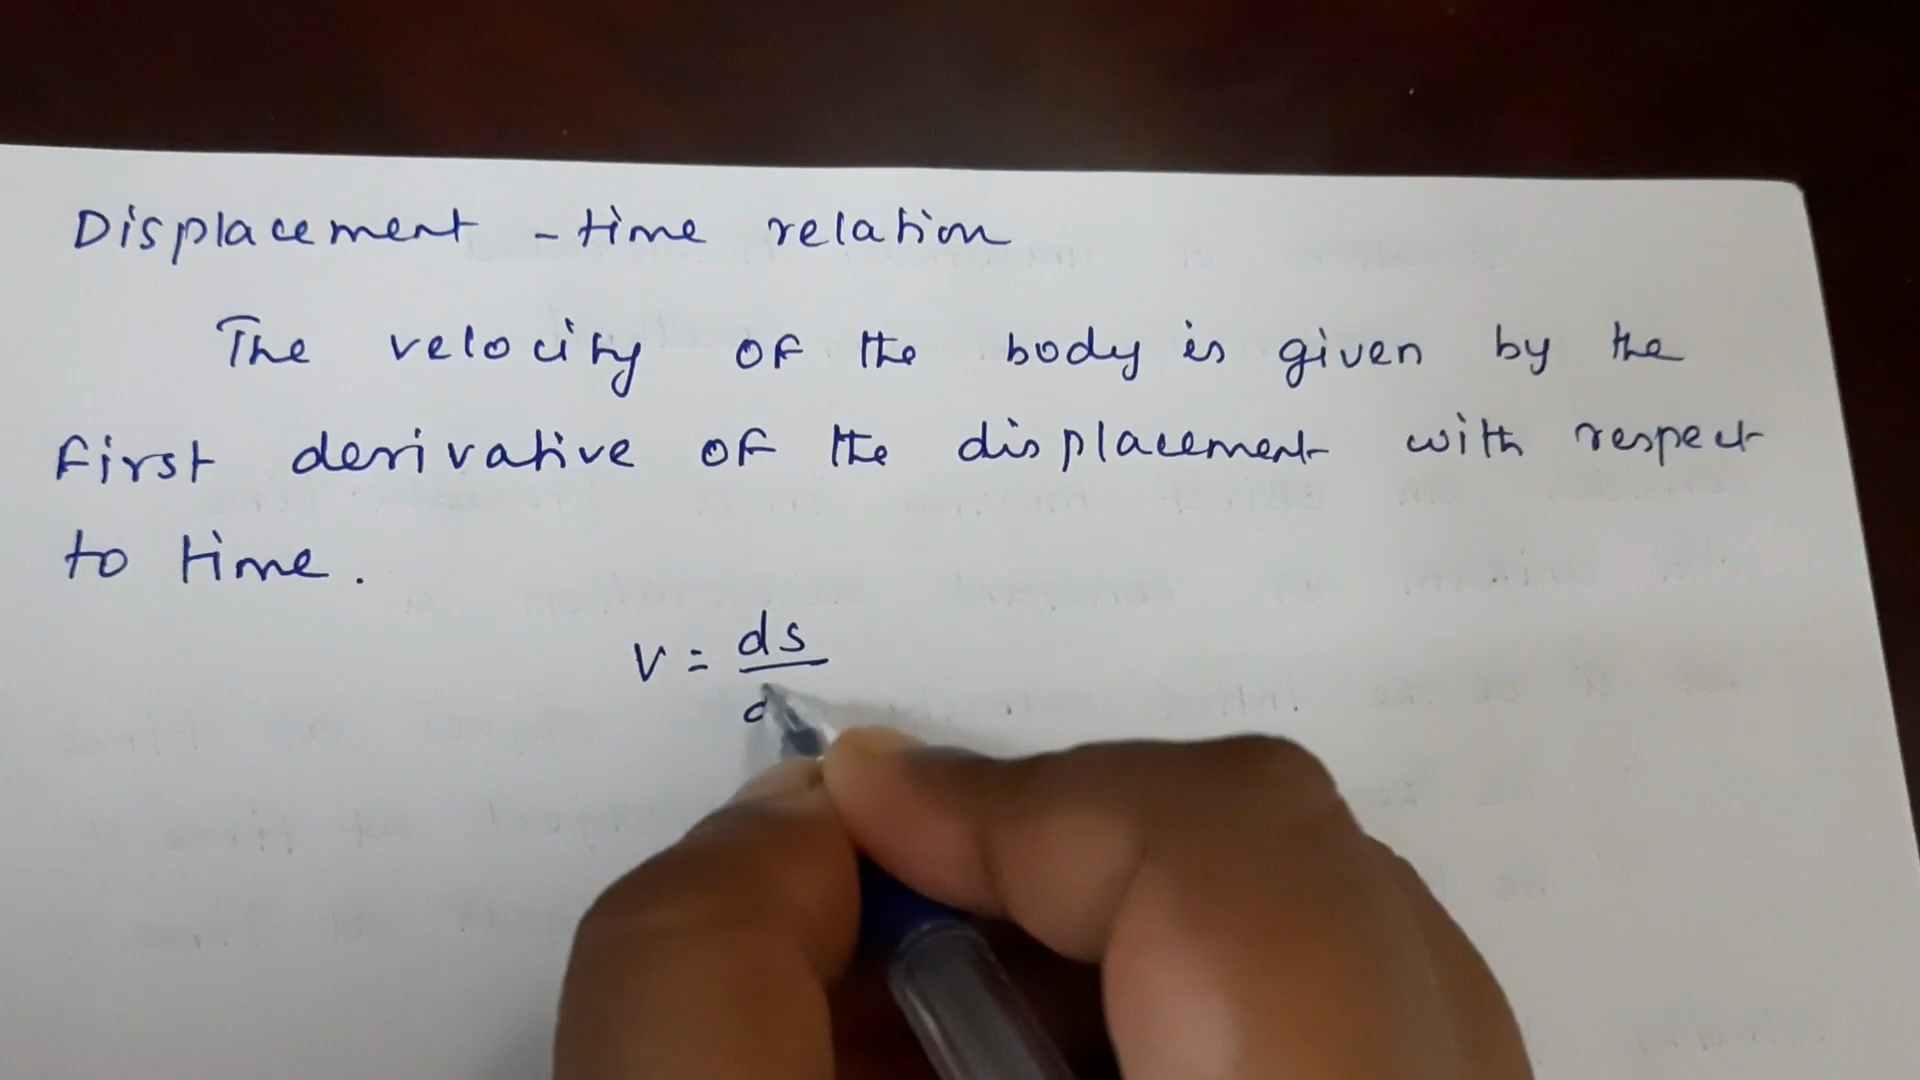 Displacement - time relation
The velocity of the body is given by the
first derivative of the displacement with respect
to time.
V = ds
d